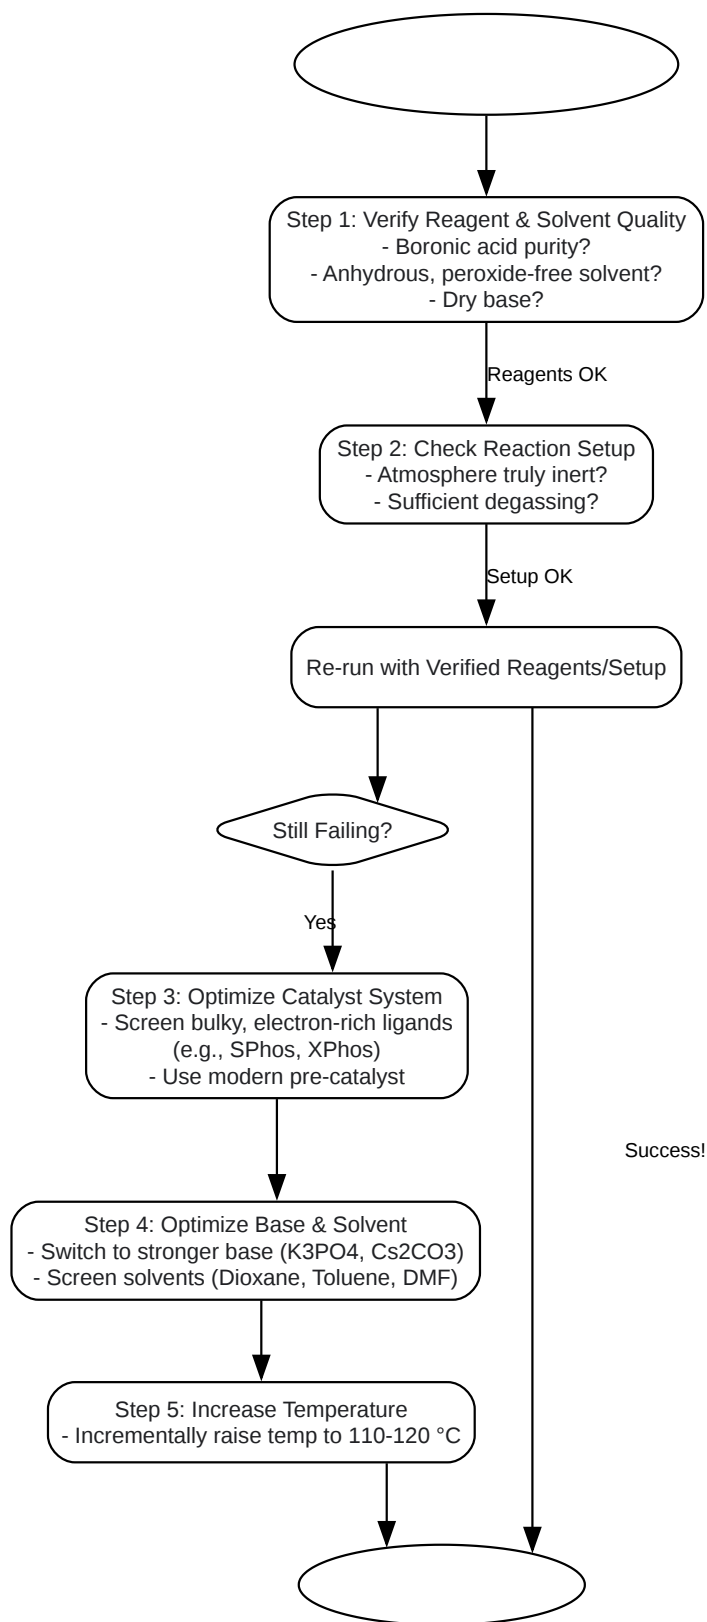 Step 1: Verify Reagent & Solvent Quality
- Boronic acid purity?
- Anhydrous, peroxide-free solvent?
- Dry base?
Reagents OK
Step 2: Check Reaction Setup
- Atmosphere truly inert?
- Sufficient degassing?
Setup OK
Re-run with Verified Reagents/Setup
Still Failing?
Yes
Step 3: Optimize Catalyst System
- Screen bulky, electron-rich ligands
(e.g., SPhos, XPhos)
- Use modern pre-catalyst
Success!
Step 4: Optimize Base & Solvent
- Switch to stronger base (K3PO4, Cs2CO3)
- Screen solvents (Dioxane, Toluene, DMF)
Step 5: Increase Temperature
- Incrementally raise temp to 110-120 °C